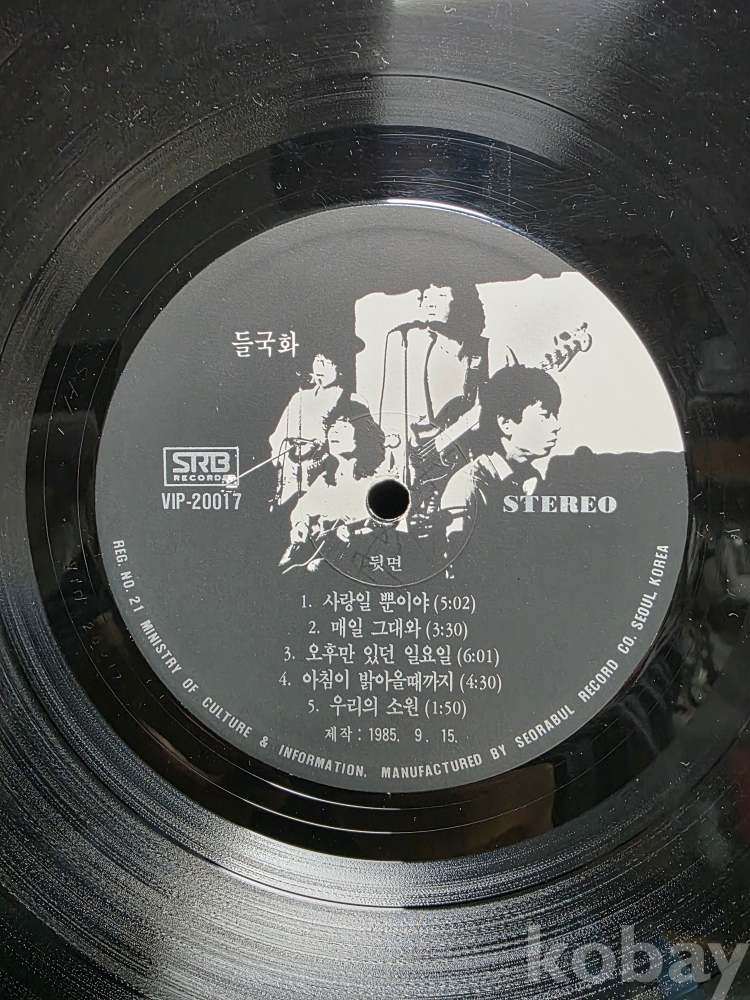 들국화
SRB
RECORDS
VIP-20017
STEREO
뒷면
1. 사랑일 뿐이야 (5:02)
2. 매일 그대와 (3:30)
3. 오후만 있던 일요일 (6:01)
4. 아침이 밝아올때까지 (4:30)
5. 우리의 소원 (1:50)
제작 : 1985. 9. 15.
REG. NO. 21 MINISTRY OF CULTURE & INFORMATION. MANUFACTURED BY SEORABUL RECORD CO. SEOUL KOREA
kobay